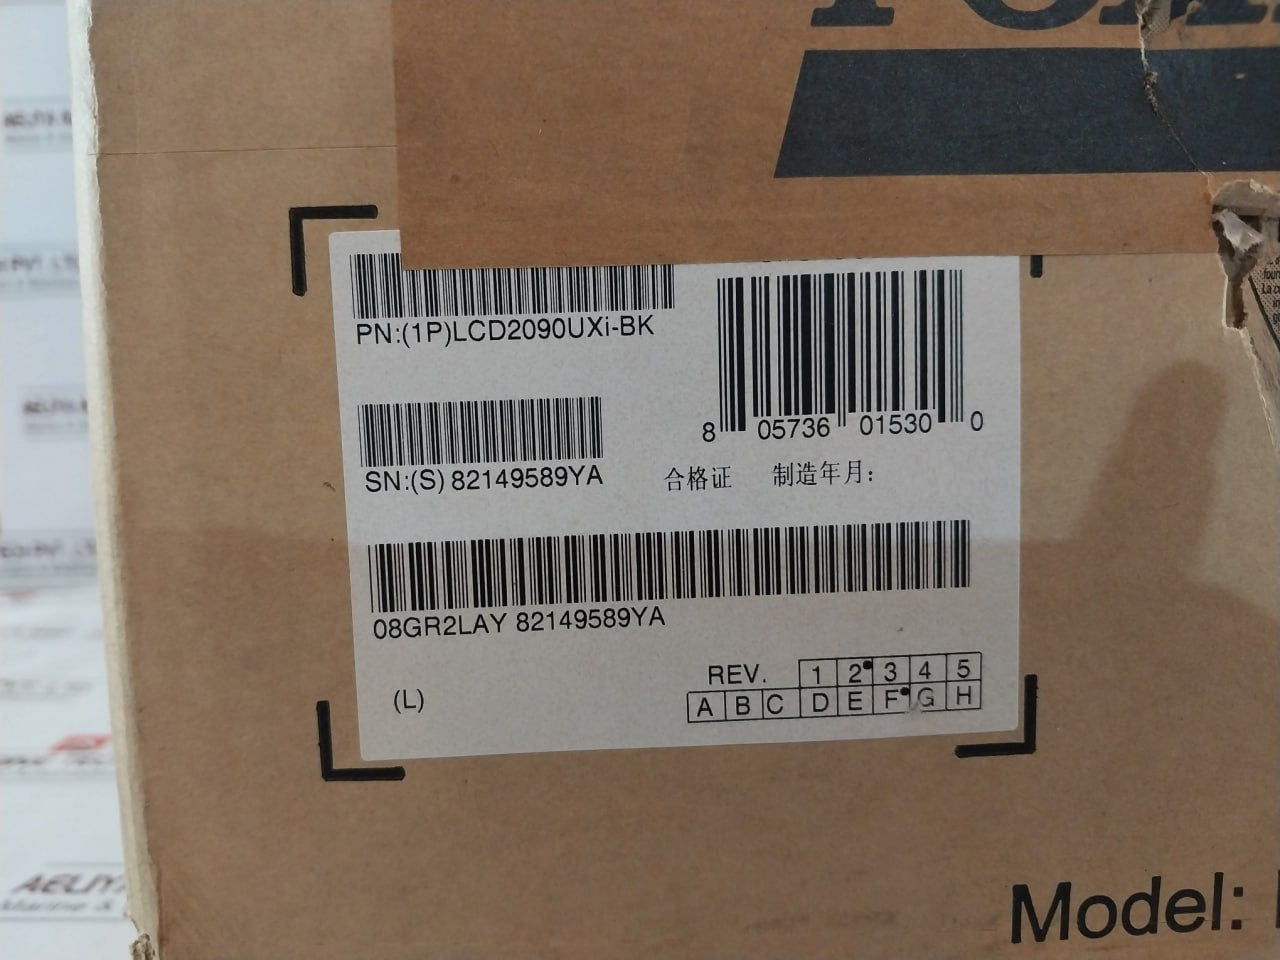 PN:(1P)LCD2090UXi-BK
8 05736 01530 0
SN:(S) 82149589YA
合格证 制造年月:
08GR2LAY 82149589YA
REV. 1 2 3 4 5
(L) A B C D E F G H
Model: